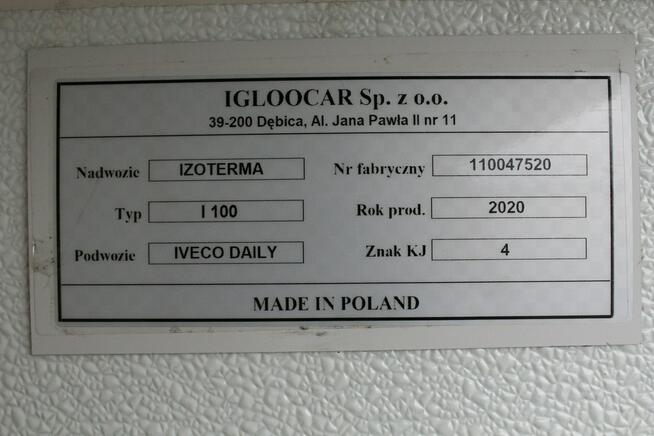 IGLOOCAR Sp. z o.o.
39-200 Dębica, Al. Jana Pawła II nr 11
Nadwozie IZOTERMA Nr fabryczny 110047520
Typ I 100 Rok prod. 2020
Podwozie IVECO DAILY Znak KJ 4
MADE IN POLAND